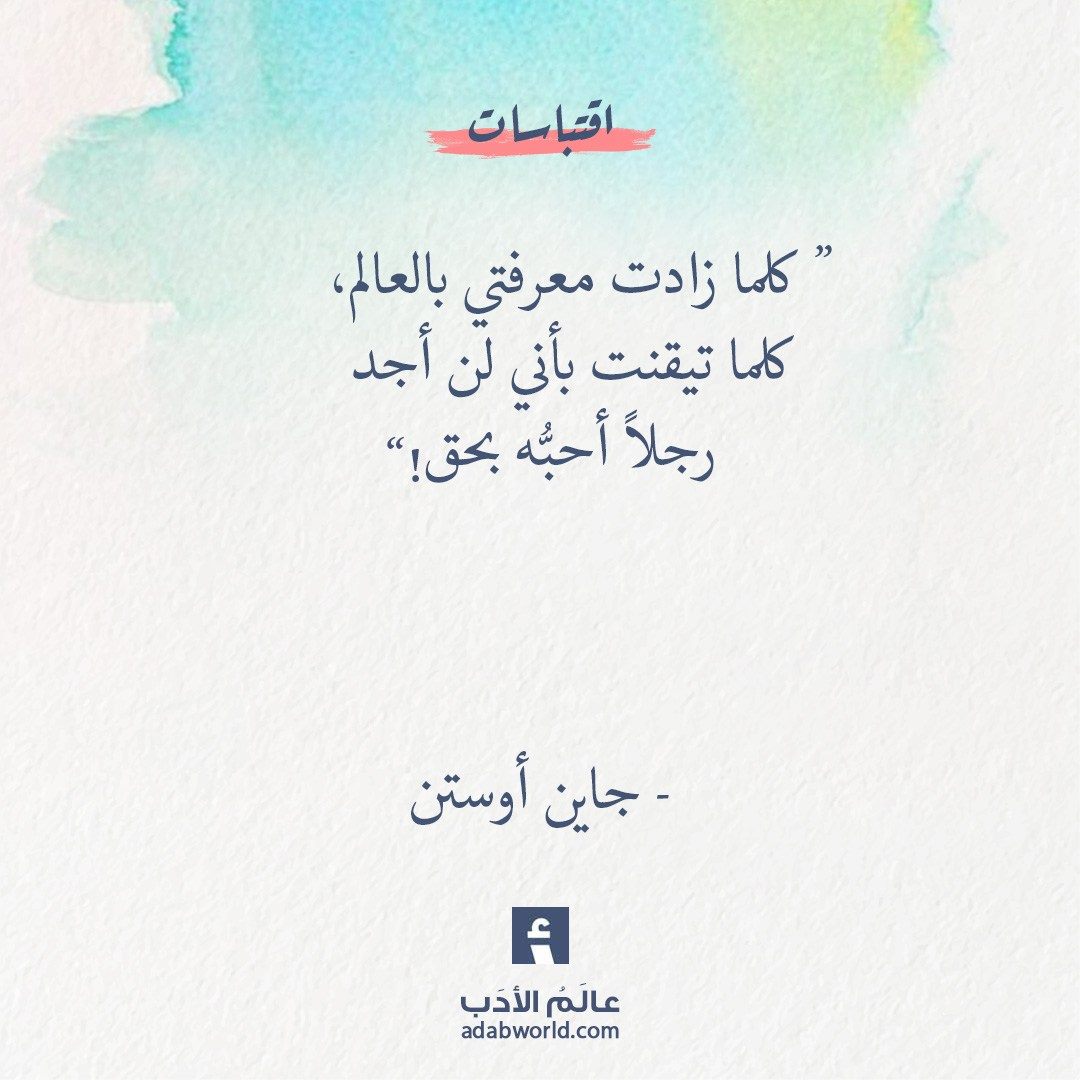 اقتباسات
” كلما زادت معرفتي بالعالم،
كلما تيقنت بأني لن أجد
رجلاً أحبُّه بحق!“
- جاين أوستن
أ
عالَمُ الأدَب
adabworld.com